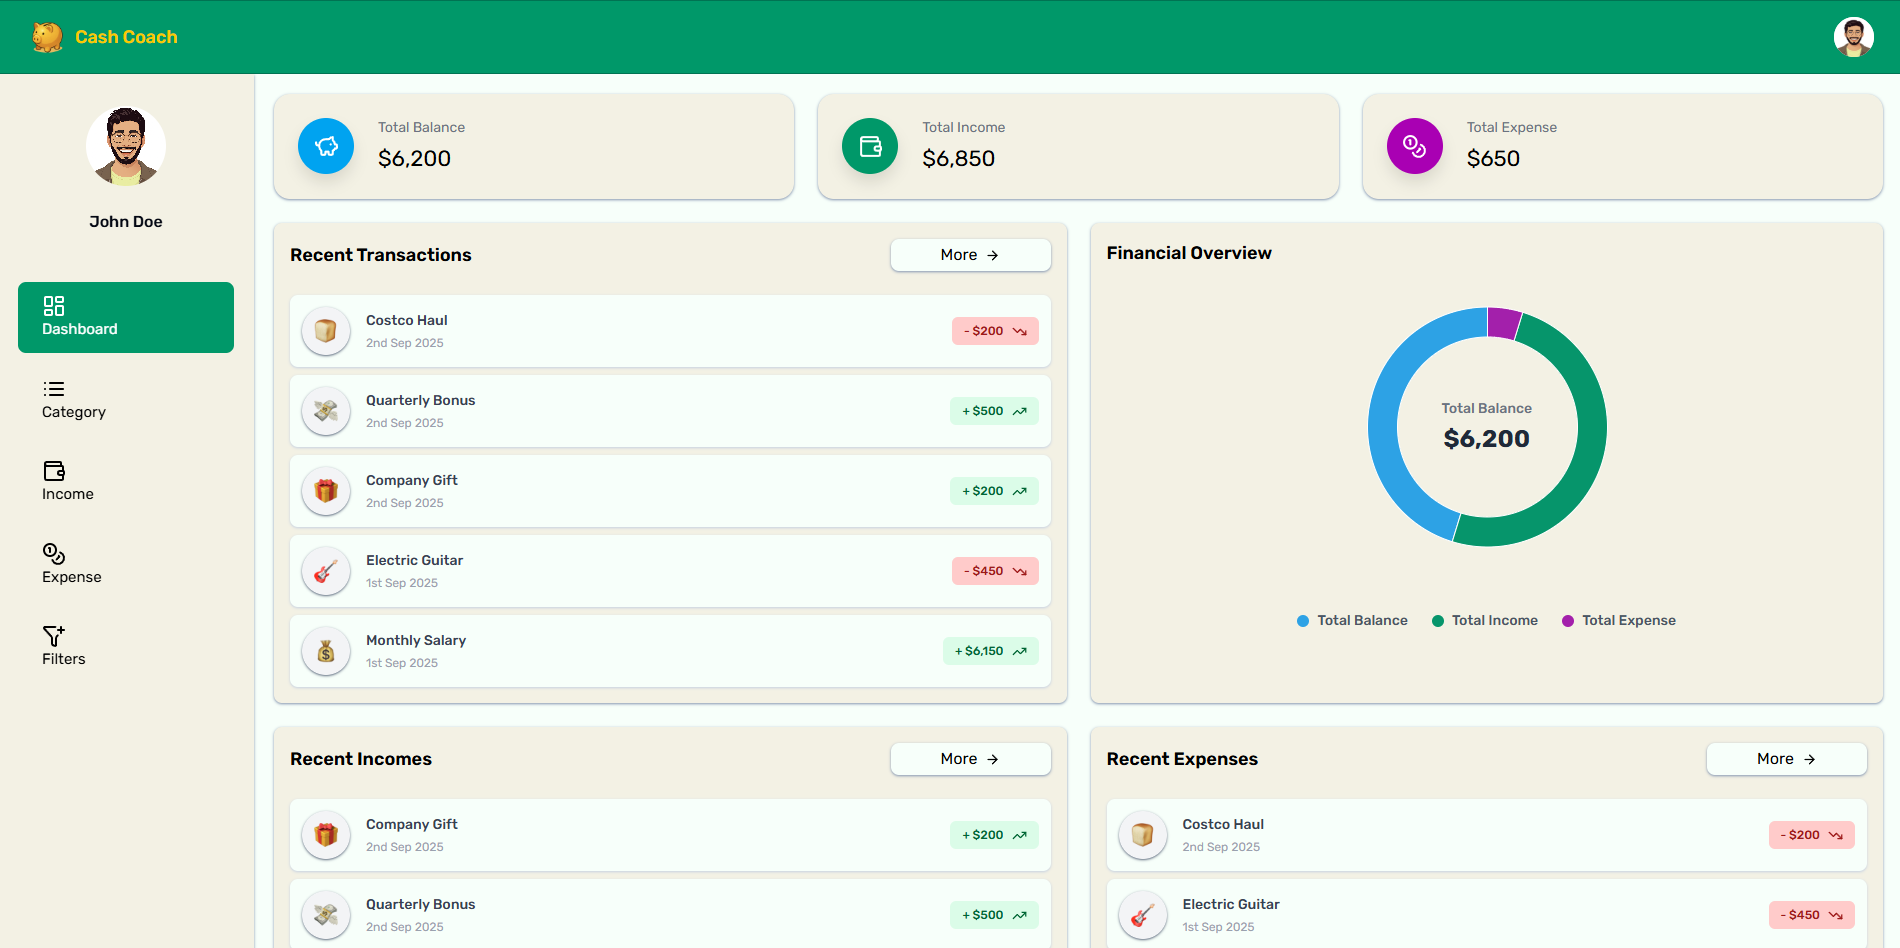 Cash Coach
John Doe
Dashboard
Category
Income
Expense
Filters
Total Balance
$6,200
Total Income
$6,850
Total Expense
$650
Recent Transactions
More →
Costco Haul
2nd Sep 2025
- $200
Quarterly Bonus
2nd Sep 2025
+ $500
Company Gift
2nd Sep 2025
+ $200
Electric Guitar
1st Sep 2025
- $450
Monthly Salary
1st Sep 2025
+ $6,150
Financial Overview
Total Balance
$6,200
Total Balance
Total Income
Total Expense
Recent Incomes
More →
Company Gift
2nd Sep 2025
+ $200
Quarterly Bonus
2nd Sep 2025
+ $500
Recent Expenses
More →
Costco Haul
2nd Sep 2025
- $200
Electric Guitar
1st Sep 2025
- $450